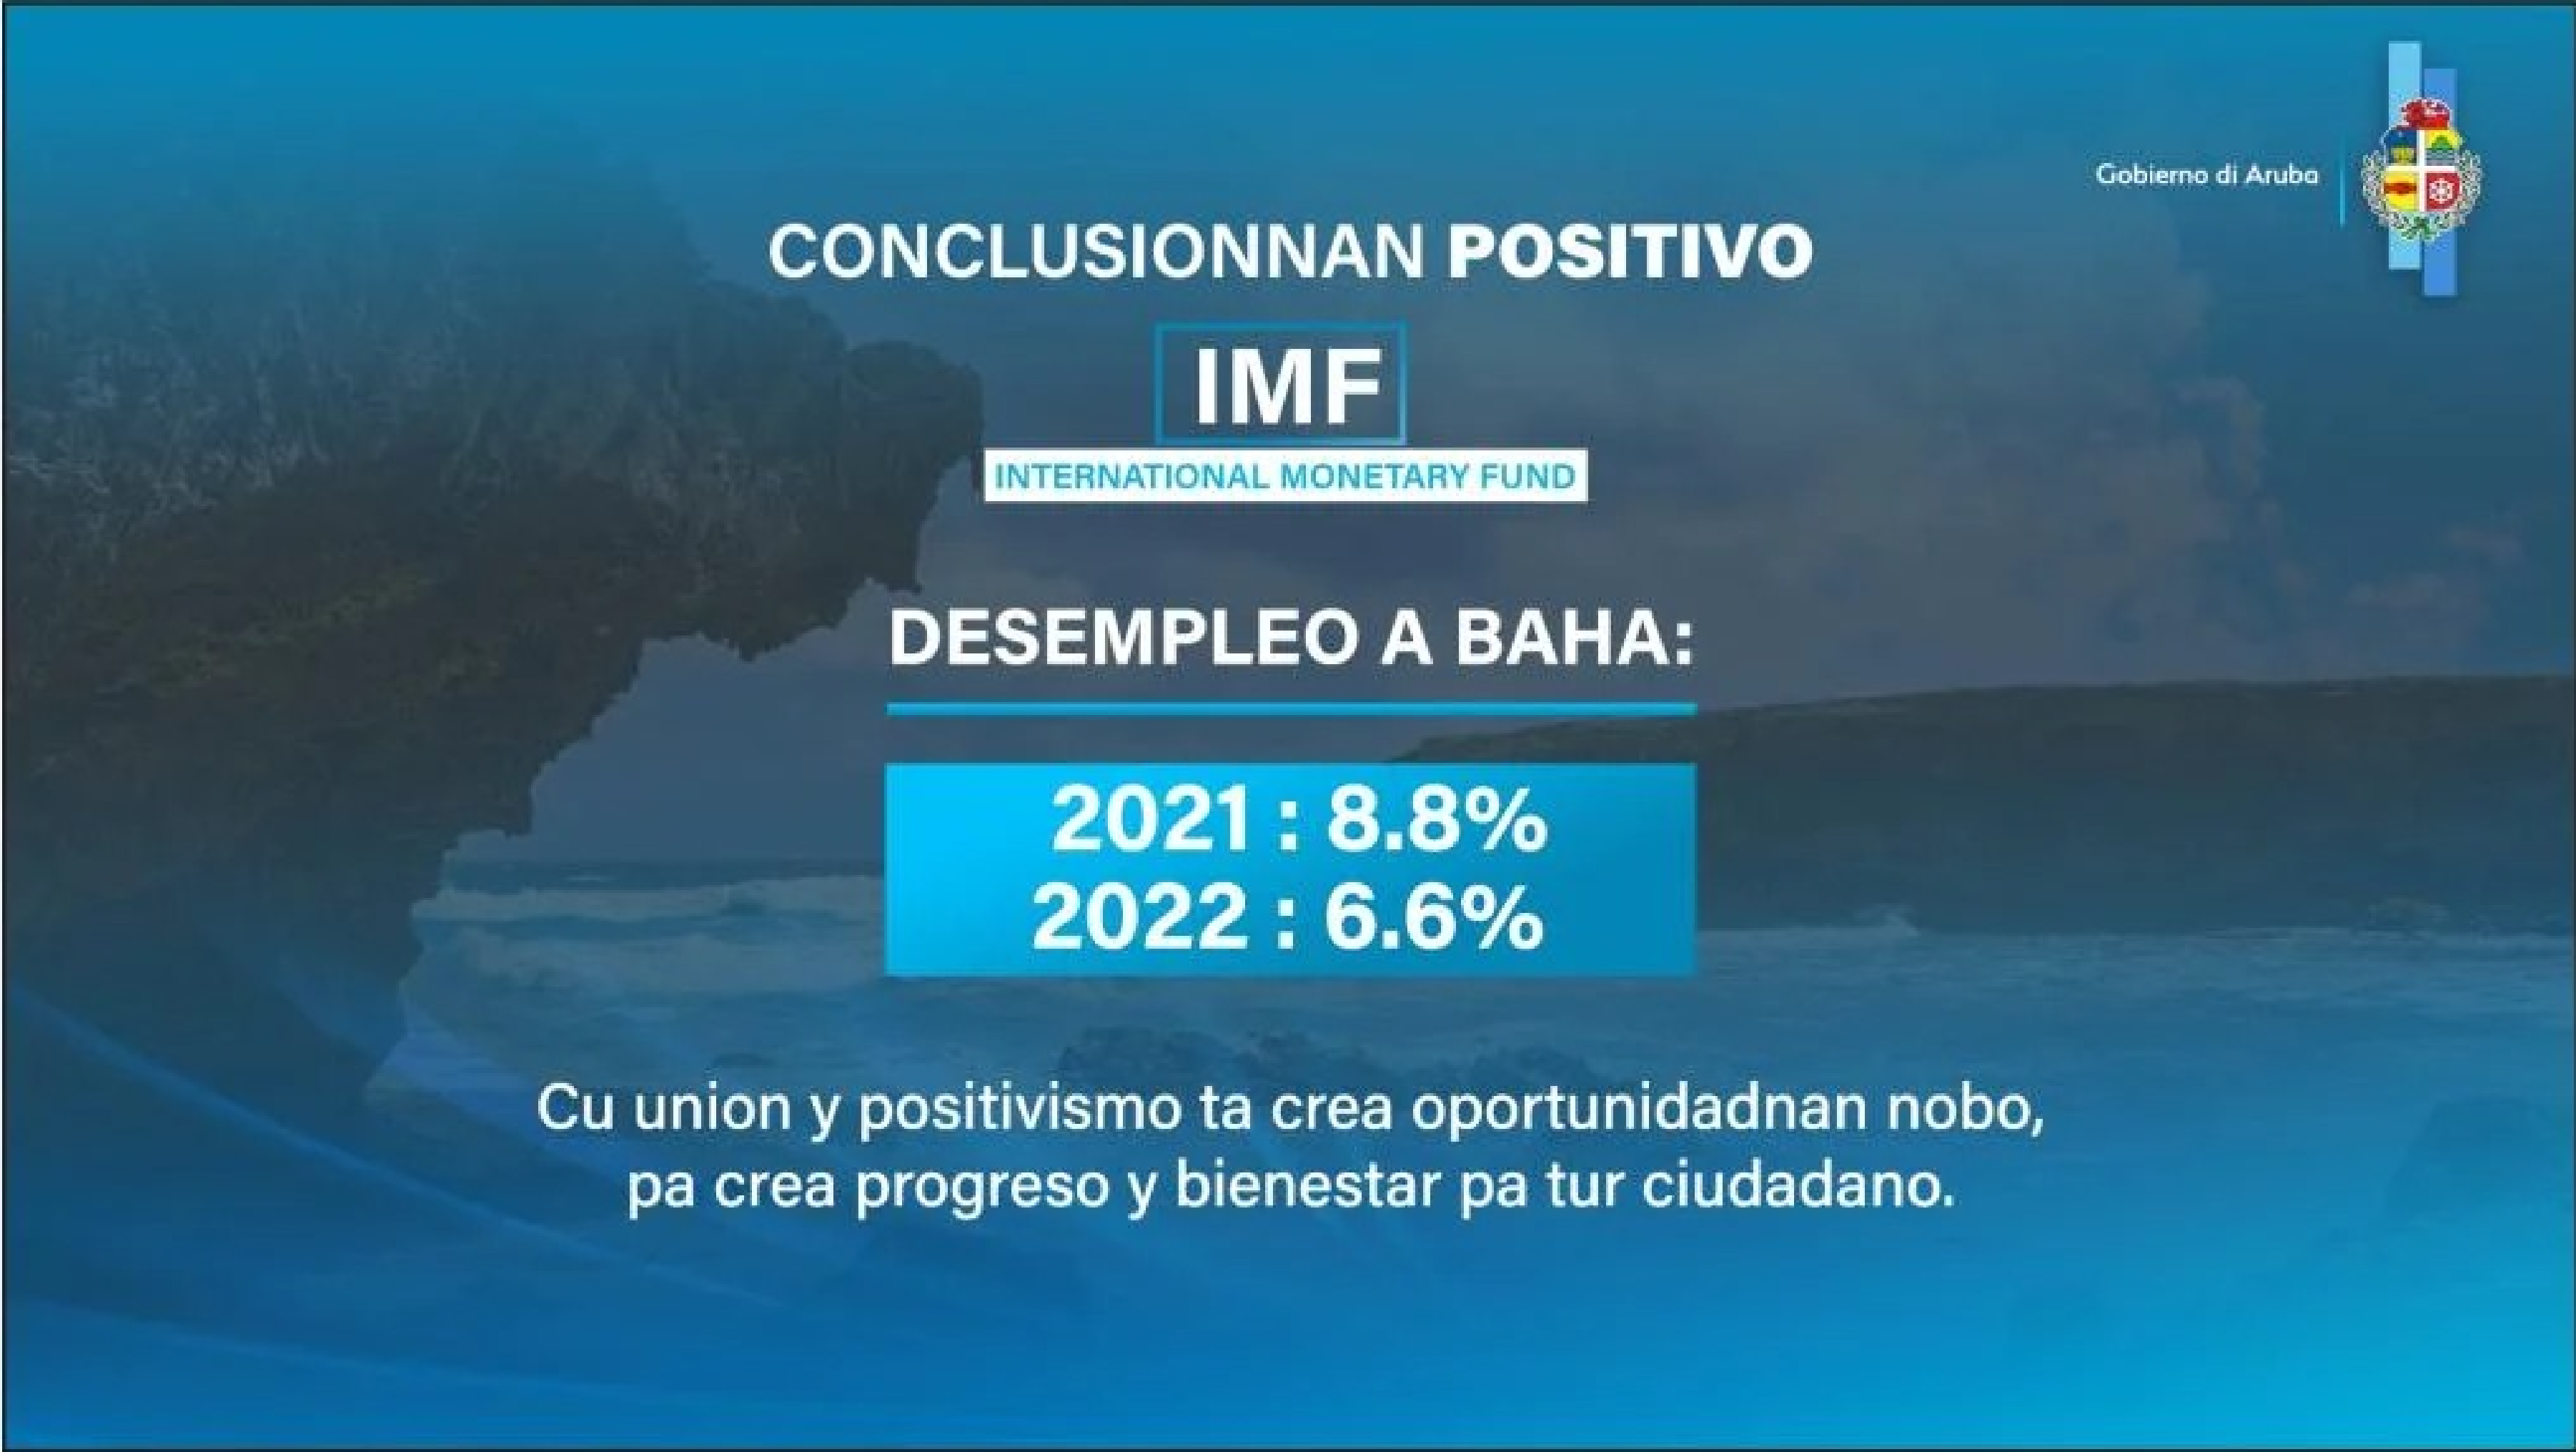 Gobierno di Aruba
CONCLUSIONNAN POSITIVO
IMF
INTERNATIONAL MONETARY FUND
DESEMPLEO A BAHA:
2021 : 8.8%
2022 : 6.6%
Cu union y positivismo ta crea oportunidadnan nobo,
pa crea progreso y bienestar pa tur ciudadano.